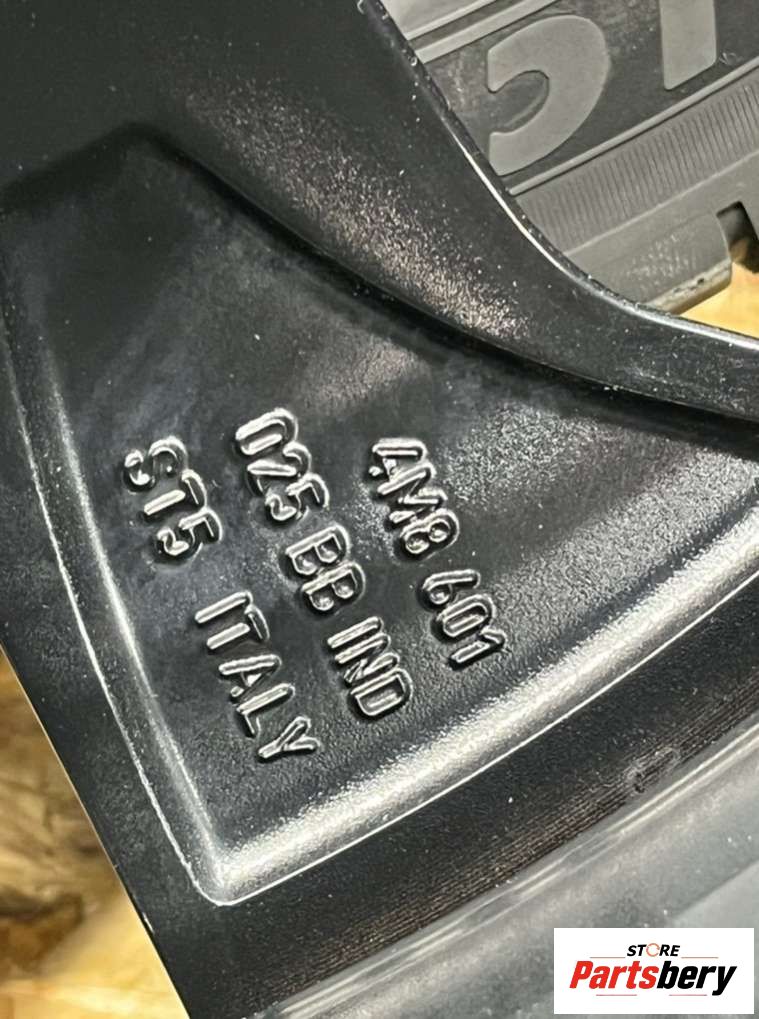 4M8 601
025 BB IND
ST5 ITALY
STORE
Partsbery